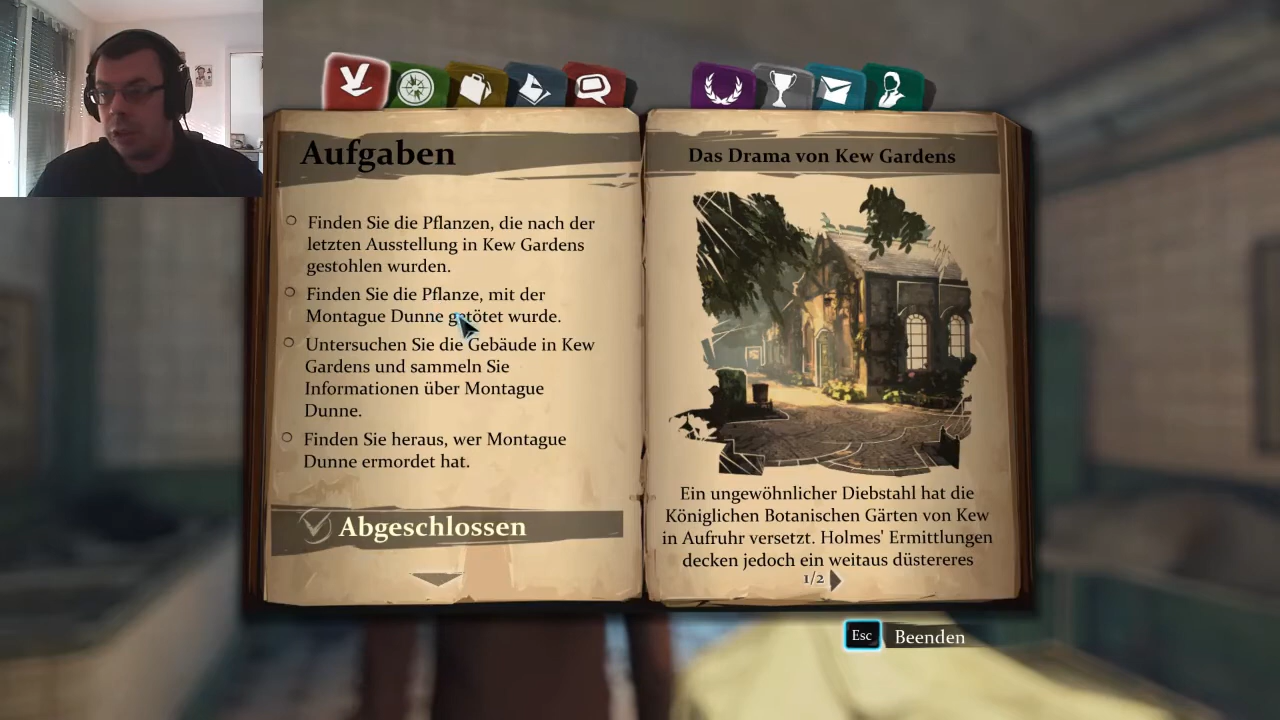 Aufgaben
Finden Sie die Pflanzen, die nach der
letzten Ausstellung in Kew Gardens
gestohlen wurden.
Finden Sie die Pflanze, mit der
Montague Dunne getötet wurde.
Untersuchen Sie die Gebäude in Kew
Gardens und sammeln Sie
Informationen über Montague
Dunne.
Finden Sie heraus, wer Montague
Dunne ermordet hat.
Abgeschlossen
Das Drama von Kew Gardens
Ein ungewöhnlicher Diebstahl hat die
Königlichen Botanischen Gärten von Kew
in Aufruhr versetzt. Holmes' Ermittlungen
decken jedoch ein weitaus düstereres
1/2
Esc Beenden